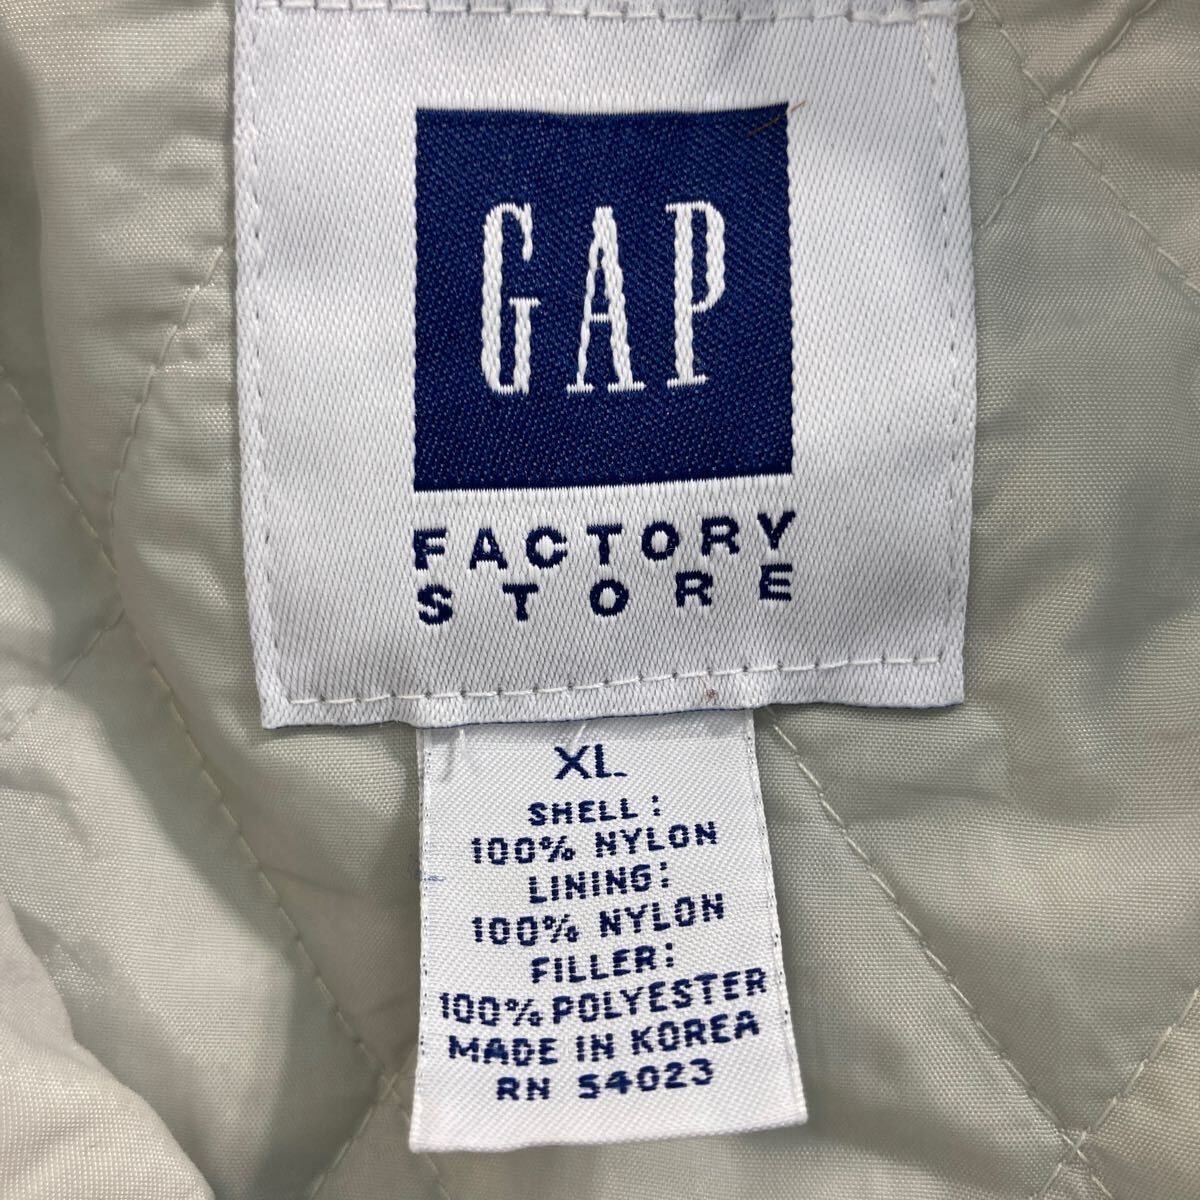 GAP
FACTORY
STORE
XL
SHELL:
100% NYLON
LINING:
100% NYLON
FILLER:
100% POLYESTER
MADE IN KOREA
RN 54023